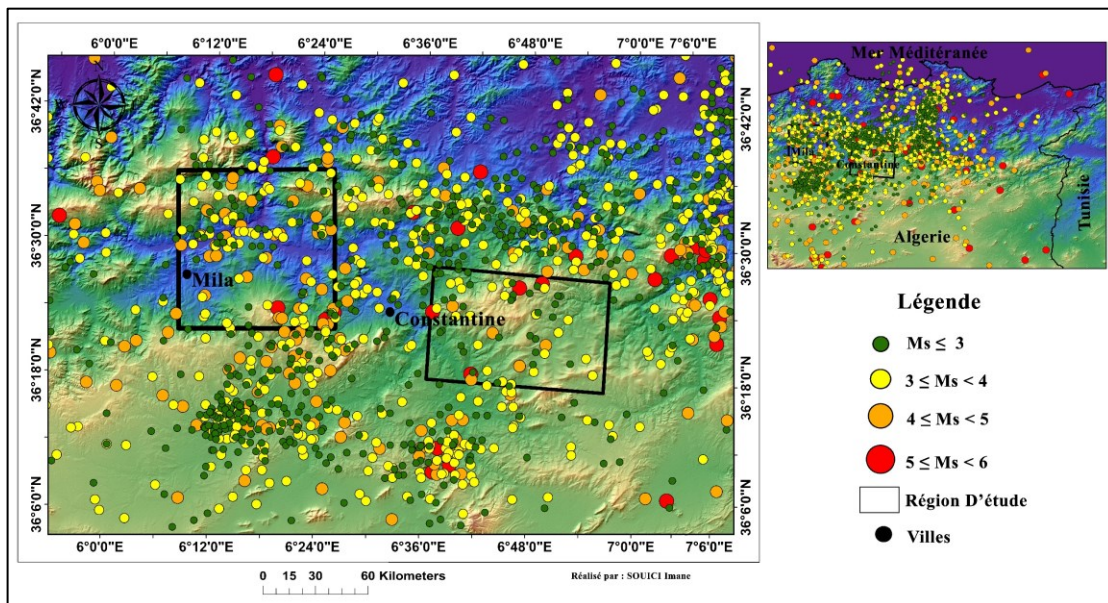 6°0'0"E 6°12'0"E 6°24'0"E 6°36'0"E 6°48'0"E 7°0'0"E 7°6'0"E
36°42'0"N
36°30'0"N
36°18'0"N
36°6'0"N
Mila
Constantine
36°42'0"N
36°30'0"N
36°18'0"N
36°6'0"N
6°0'0"E 6°12'0"E 6°24'0"E 6°36'0"E 6°48'0"E 7°0'0"E 7°6'0"E
0 15 30 60 Kilometers
Réalisé par : SOUICI Imane
Mer Méditéranée
Mila
Constantine
Algerie
Tunisie
Légende
Ms ≤ 3
3 ≤ Ms < 4
4 ≤ Ms < 5
5 ≤ Ms < 6
Région D'étude
Villes